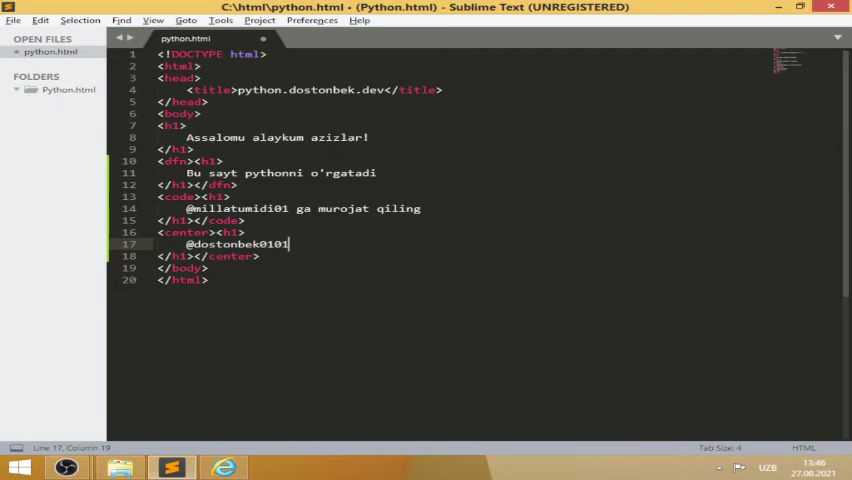 C:\html\python.html • (Python.html) - Sublime Text (UNREGISTERED)
File Edit Selection Find View Goto Tools Project Preferences Help
OPEN FILES
python.html
FOLDERS
Python.html
python.html
1 <!DOCTYPE html>
2 <html>
3 <head>
4 <title>python.dostonbek.dev</title>
5 </head>
6 <body>
7 <h1>
8 Assalomu alaykum azizlar!
9 </h1>
10 <dfn><h1>
11 Bu sayt pythonni o'rgatadi
12 </h1></dfn>
13 <code><h1>
14 @millatumidi01 ga murojat qiling
15 </h1></code>
16 <center><h1>
17 @dostonbek0101
18 </h1></center>
19 </body>
20 </html>
Line 17, Column 19
Tab Size: 4
HTML
UZB
13:46
27.08.2021